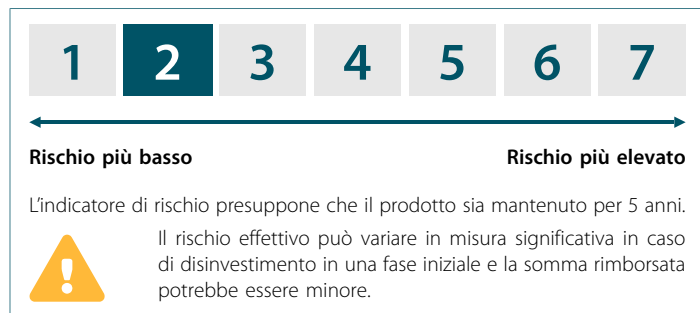 1 2 3 4 5 6 7
Rischio più basso Rischio più elevato
L'indicatore di rischio presuppone che il prodotto sia mantenuto per 5 anni.
Il rischio effettivo può variare in misura significativa in caso
di disinvestimento in una fase iniziale e la somma rimborsata
potrebbe essere minore.